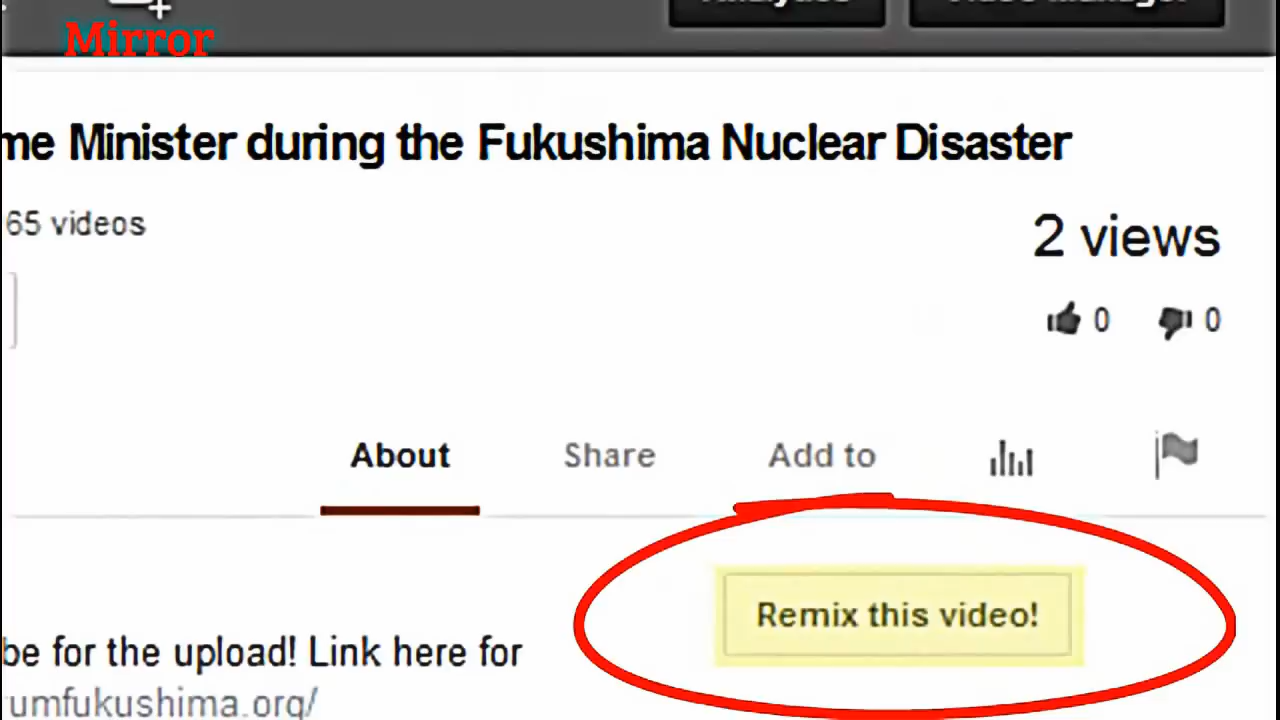 Mirror
me Minister during the Fukushima Nuclear Disaster
65 videos
2 views
0 0
About Share Add to
Remix this video!
be for the upload! Link here for
umfukushima.org/